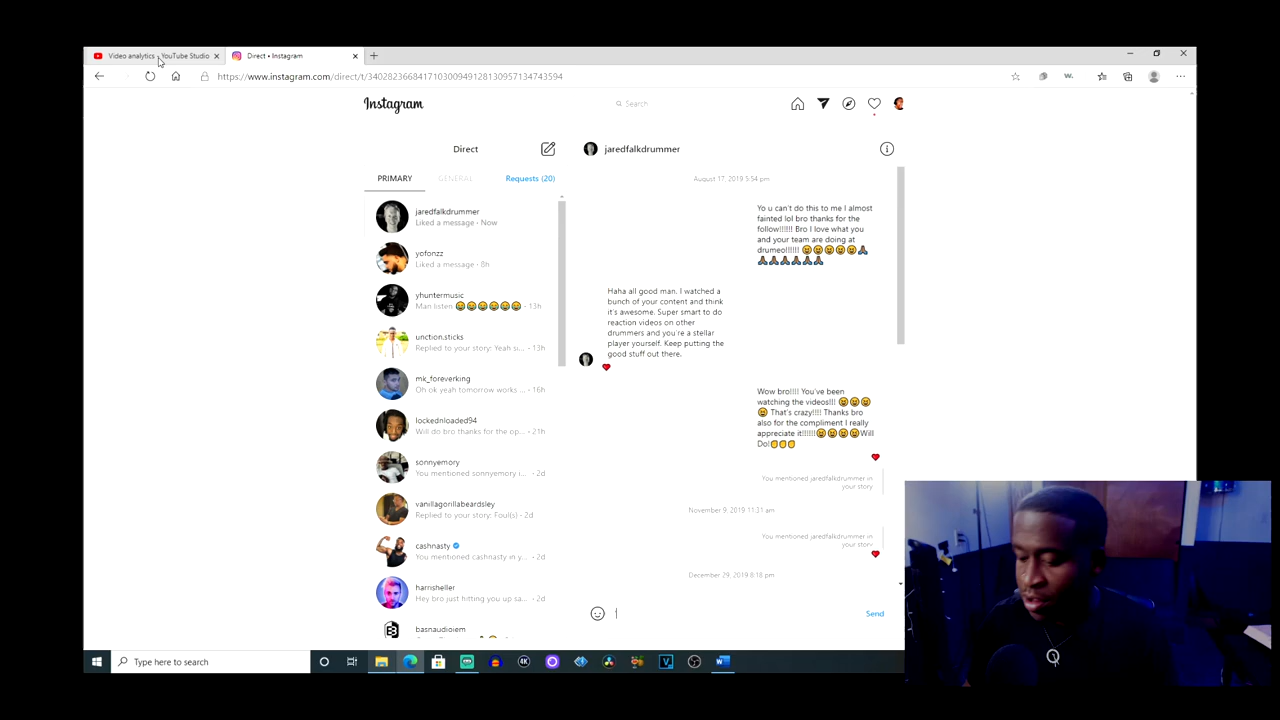 Video analytics - YouTube Studio
Direct • Instagram
https://www.instagram.com/direct/t/340282366841710300949128130957134743594
w.
Instagram
Search
Direct
jaredfalkdrummer
PRIMARY
GENERAL
Requests (20)
jaredfalkdrummer
Liked a message · Now
yofonzz
Liked a message · 8h
yhuntermusic
Man listen 😂😂😂😂😂😂 · 13h
unction.sticks
Replied to your story: Yeah si... · 13h
mk_foreverking
Oh ok yeah tomorrow works ... · 16h
lockednloaded94
Will do bro thanks for the op... · 21h
sonnyemory
You mentioned sonnyemory i... · 2d
vanillagorillabeardsley
Replied to your story: Foul(s) · 2d
cashnasty
You mentioned cashnasty in y... · 2d
harrisheller
Hey bro just hitting you up sa... · 2d
basnaudioiem
August 17, 2019 5:54 pm
Yo u can't do this to me I almost
fainted lol bro thanks for the
follow!!!!!! Bro I love what you
and your team are doing at
drumeo!!!!!! 😆😆😆😆😆🙏🏾
🙏🏾🙏🏾🙏🏾🙏🏾🙏🏾🙏🏾
Haha all good man. I watched a
bunch of your content and think
it's awesome. Super smart to do
reaction videos on other
drummers and you're a stellar
player yourself. Keep putting the
good stuff out there.
Wow bro!!!! You've been
watching the videos!!! 😆😆😆
😆 That's crazy!!!! Thanks bro
also for the compliment I really
appreciate it!!!!!!😆😆😆😆Will
Do!👏👏👏
You mentioned jaredfalkdrummer in
your story
November 9, 2019 11:31 am
You mentioned jaredfalkdrummer in
your story
December 29, 2019 8:18 pm
Send
Type here to search
4K
V